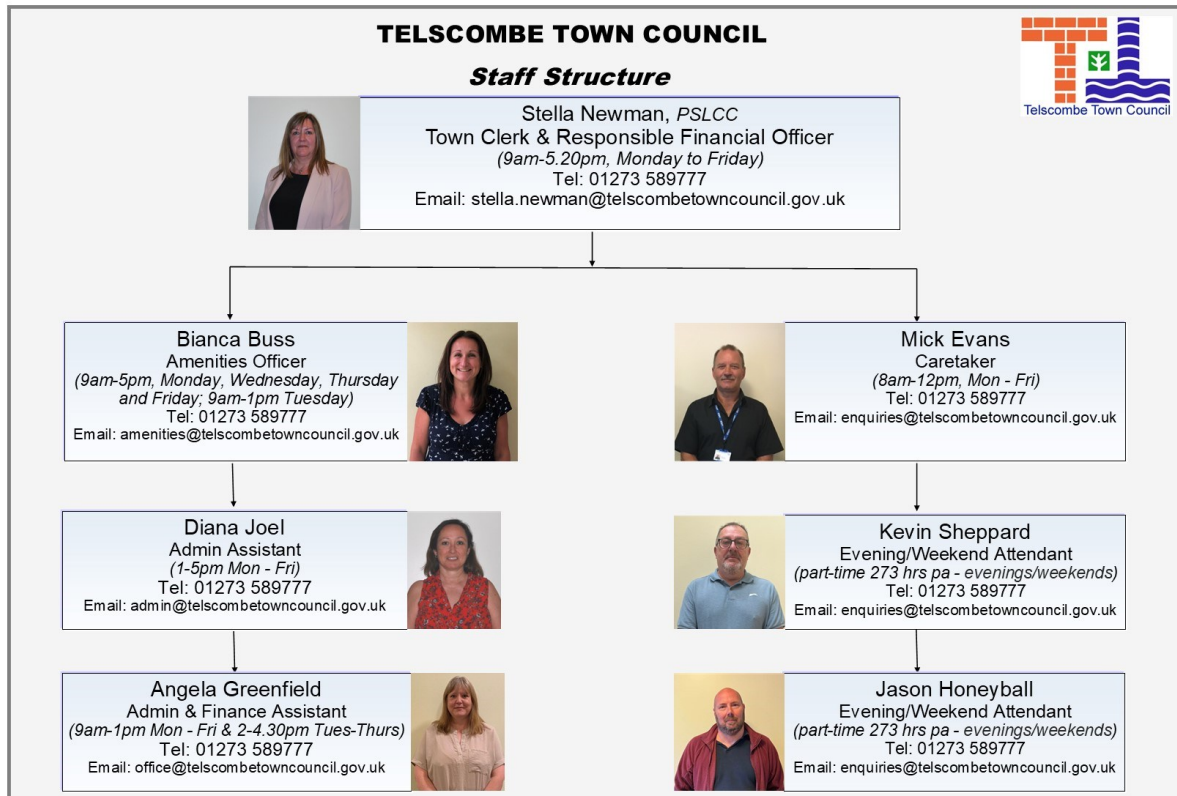 TELSCOMBE TOWN COUNCIL
Staff Structure
Telscombe Town Council
Stella Newman, PSLCC
Town Clerk & Responsible Financial Officer
(9am-5.20pm, Monday to Friday)
Tel: 01273 589777
Email: stella.newman@telscombetowncouncil.gov.uk
Bianca Buss
Amenities Officer
(9am-5pm, Monday, Wednesday, Thursday
and Friday; 9am-1pm Tuesday)
Tel: 01273 589777
Email: amenities@telscombetowncouncil.gov.uk
Mick Evans
Caretaker
(8am-12pm, Mon - Fri)
Tel: 01273 589777
Email: enquiries@telscombetowncouncil.gov.uk
Diana Joel
Admin Assistant
(1-5pm Mon - Fri)
Tel: 01273 589777
Email: admin@telscombetowncouncil.gov.uk
Kevin Sheppard
Evening/Weekend Attendant
(part-time 273 hrs pa - evenings/weekends)
Tel: 01273 589777
Email: enquiries@telscombetowncouncil.gov.uk
Angela Greenfield
Admin & Finance Assistant
(9am-1pm Mon - Fri & 2-4.30pm Tues-Thurs)
Tel: 01273 589777
Email: office@telscombetowncouncil.gov.uk
Jason Honeyball
Evening/Weekend Attendant
(part-time 273 hrs pa - evenings/weekends)
Tel: 01273 589777
Email: enquiries@telscombetowncouncil.gov.uk